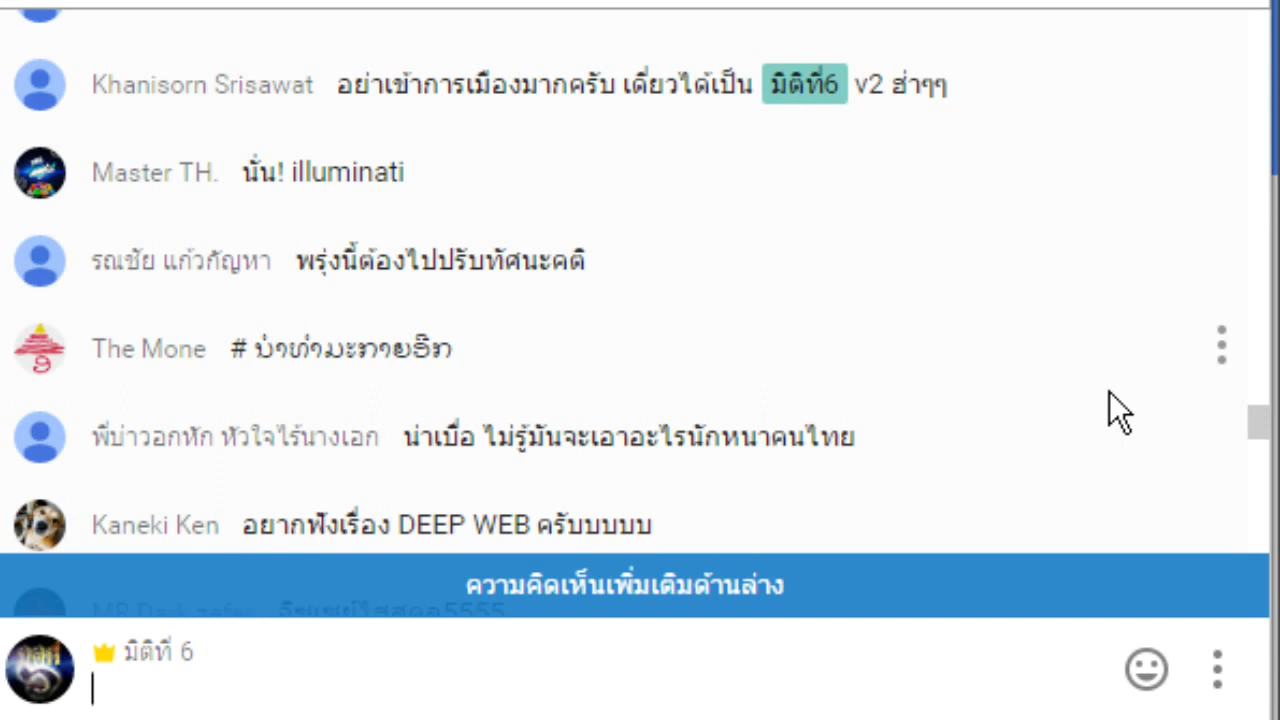 Khanisorn Srisawat อย่าเข้าการเมืองมากครับ เดี่ยวได้เป็น มิติที่6 v2 ฮ่าๆๆ
Master TH. นั่น! illuminati
รณชัย แก้วกัญหา พรุ่งนี้ต้องไปปรับทัศนะคติ
The Mone # ບ່າທ່າມະກາຍອີກ
พี่บ่าวอกหัก หัวใจไร้นางเอก น่าเบื่อ ไม่รู้มันจะเอาอะไรนักหนาคนไทย
Kaneki Ken อยากฟังเรื่อง DEEP WEB ครับบบบบ
ความคิดเห็นเพิ่มเติมด้านล่าง
MR.Dark zefer
มิติที่ 6